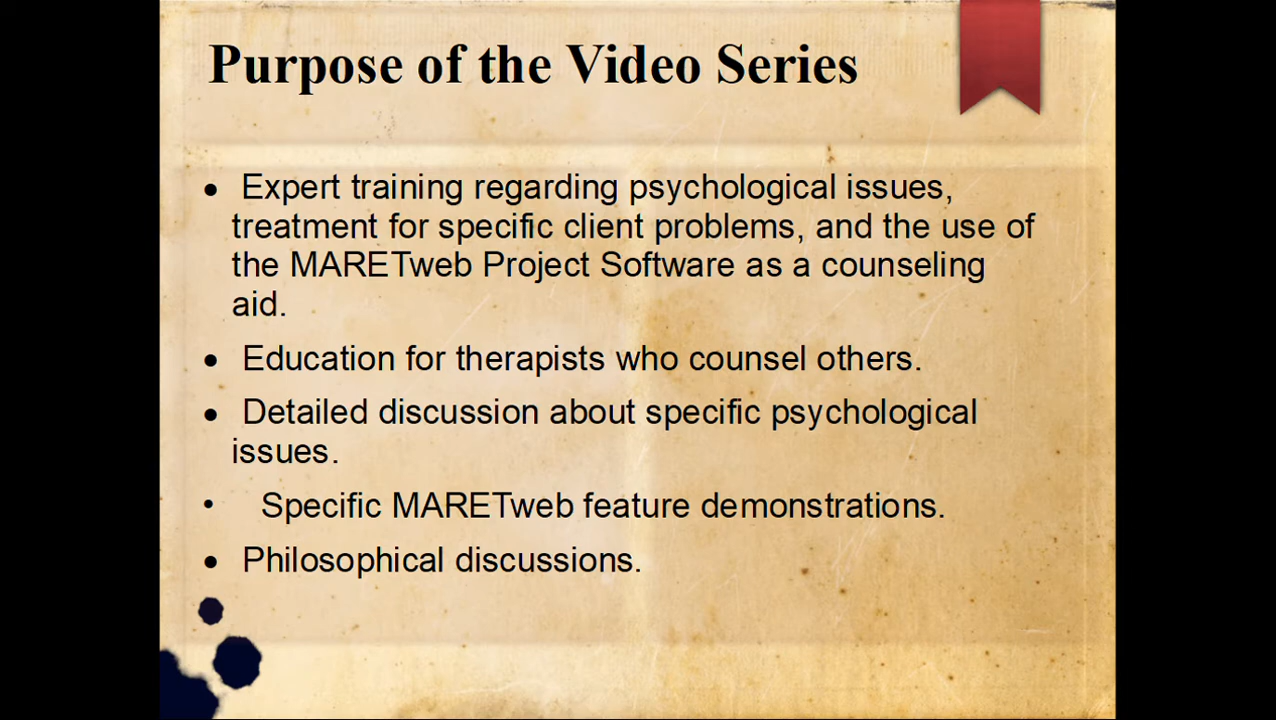 Purpose of the Video Series
● Expert training regarding psychological issues,
treatment for specific client problems, and the use of
the MARETweb Project Software as a counseling
aid.
● Education for therapists who counsel others.
● Detailed discussion about specific psychological
issues.
• Specific MARETweb feature demonstrations.
● Philosophical discussions.